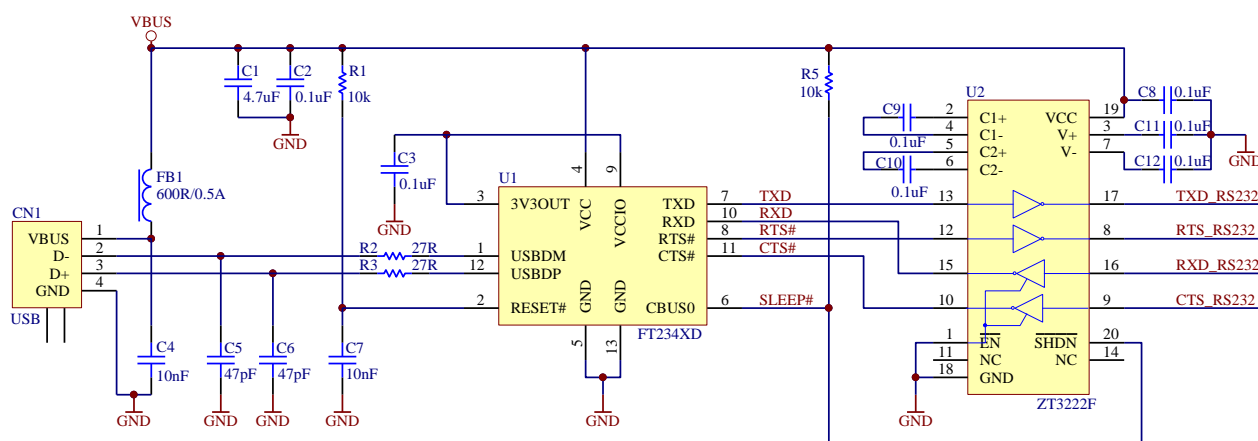 VBUS
C1
4.7uF
C2
0.1uF
R1
10k
GND
FB1
600R/0.5A
CN1
VBUS 1
D- 2
D+ 3
GND 4
USB
C4
10nF
GND
C5
47pF
GND
C6
47pF
GND
C7
10nF
GND
R2 27R
R3 27R
C3
0.1uF
GND
U1
4 9
3 3V3OUT
VCC
VCCIO
1 USBDM
12 USBDP
2 RESET#
GND
GND
5 13
TXD 7 TXD
RXD 10 RXD
RTS# 8 RTS#
CTS# 11 CTS#
CBUS0 6 SLEEP#
FT234XD
GND
R5
10k
C9
0.1uF
C10
0.1uF
U2
2 C1+
4 C1-
5 C2+
6 C2-
VCC 19
V+ 3
V- 7
C8 0.1uF
C11 0.1uF
C12 0.1uF
GND
13 17 TXD_RS232
12 8 RTS_RS232
15 16 RXD_RS232
10 9 CTS_RS232
1 EN SHDN 20
11 NC NC 14
18 GND
ZT3222F
GND